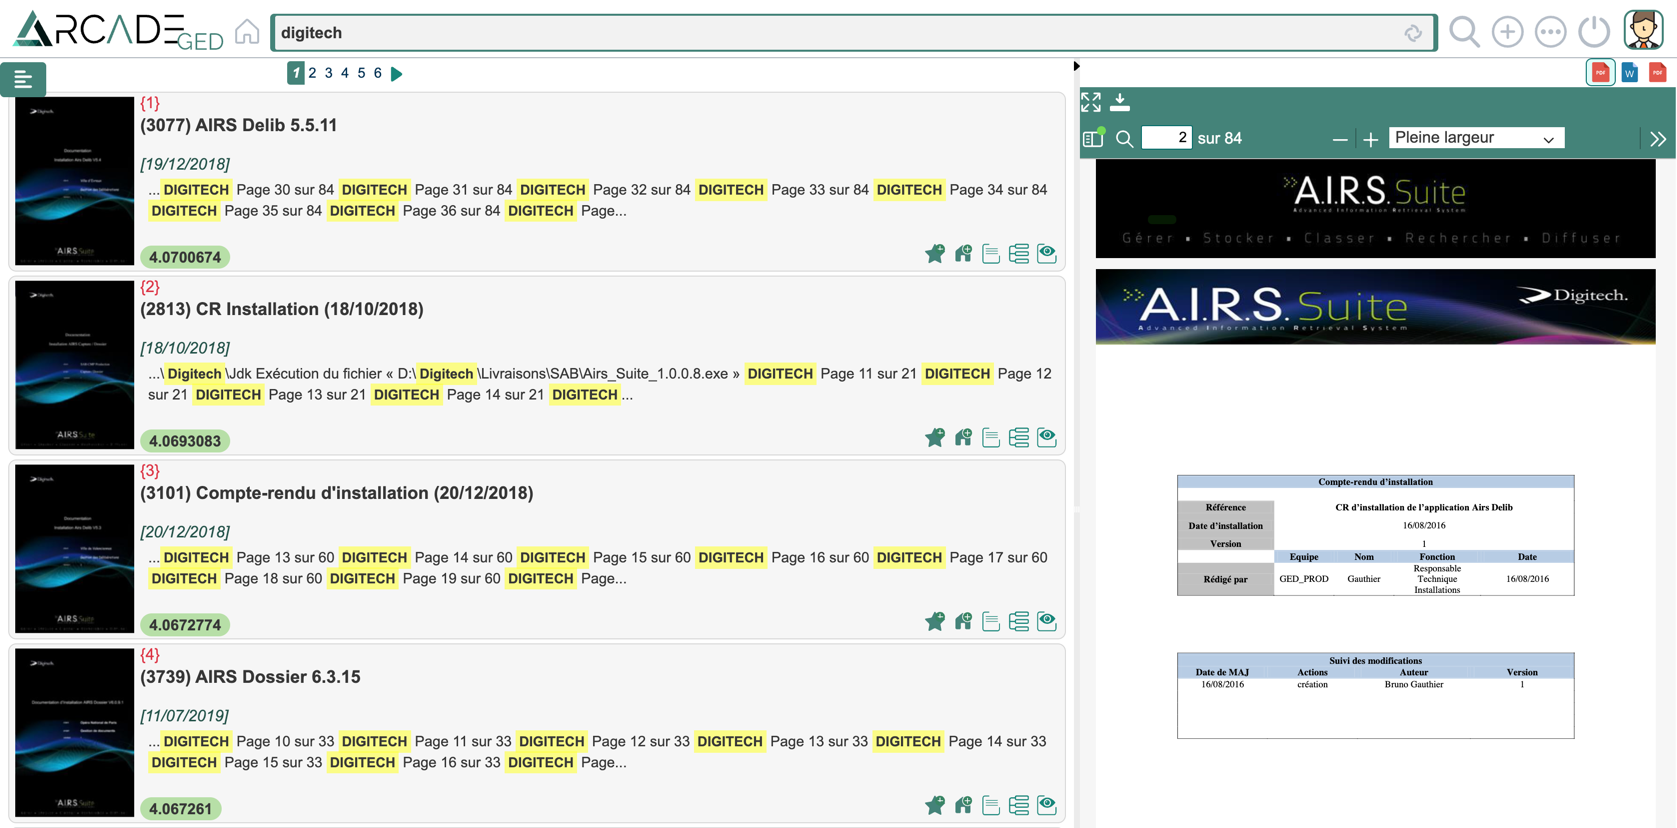 ARCADE GED
digitech
1 2 3 4 5 6
PDF W PDF
{1}
(3077) AIRS Delib 5.5.11
[19/12/2018]
...DIGITECH Page 30 sur 84 DIGITECH Page 31 sur 84 DIGITECH Page 32 sur 84 DIGITECH Page 33 sur 84 DIGITECH Page 34 sur 84
DIGITECH Page 35 sur 84 DIGITECH Page 36 sur 84 DIGITECH Page...
4.0700674
{2}
(2813) CR Installation (18/10/2018)
[18/10/2018]
...\Digitech\Jdk Exécution du fichier « D:\Digitech\Livraisons\SAB\Airs_Suite_1.0.0.8.exe » DIGITECH Page 11 sur 21 DIGITECH Page 12
sur 21 DIGITECH Page 13 sur 21 DIGITECH Page 14 sur 21 DIGITECH...
4.0693083
{3}
(3101) Compte-rendu d'installation (20/12/2018)
[20/12/2018]
...DIGITECH Page 13 sur 60 DIGITECH Page 14 sur 60 DIGITECH Page 15 sur 60 DIGITECH Page 16 sur 60 DIGITECH Page 17 sur 60
DIGITECH Page 18 sur 60 DIGITECH Page 19 sur 60 DIGITECH Page...
4.0672774
{4}
(3739) AIRS Dossier 6.3.15
[11/07/2019]
...DIGITECH Page 10 sur 33 DIGITECH Page 11 sur 33 DIGITECH Page 12 sur 33 DIGITECH Page 13 sur 33 DIGITECH Page 14 sur 33
DIGITECH Page 15 sur 33 DIGITECH Page 16 sur 33 DIGITECH Page...
4.067261
2 sur 84
Pleine largeur
A.I.R.S. Suite
Advanced Information Retrieval System
Gérer ▪ Stocker ▪ Classer ▪ Rechercher ▪ Diffuser
A.I.R.S. Suite
Digitech.
Advanced Information Retrieval System
Compte-rendu d’installation
Référence CR d’installation de l’application Airs Delib
Date d’installation 16/08/2016
Version 1
Equipe Nom Fonction Date
Rédigé par GED_PROD Gauthier Responsable Technique Installations 16/08/2016
Suivi des modifications
Date de MAJ Actions Auteur Version
16/08/2016 création Bruno Gauthier 1